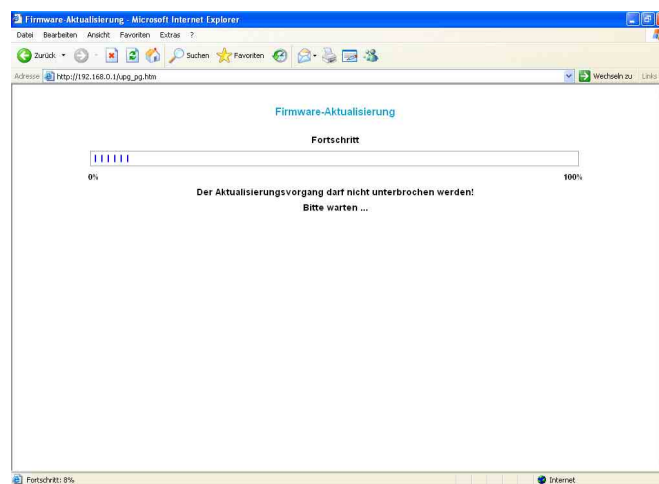 Firmware-Aktualisierung - Microsoft Internet Explorer
Datei Bearbeiten Ansicht Favoriten Extras ?
Zurück Suchen Favoriten
Adresse http://192.168.0.1/upg_pg.htm Wechseln zu Links
Firmware-Aktualisierung
Fortschritt
0% 100%
Der Aktualisierungsvorgang darf nicht unterbrochen werden!
Bitte warten ...
Fortschritt: 8% Internet